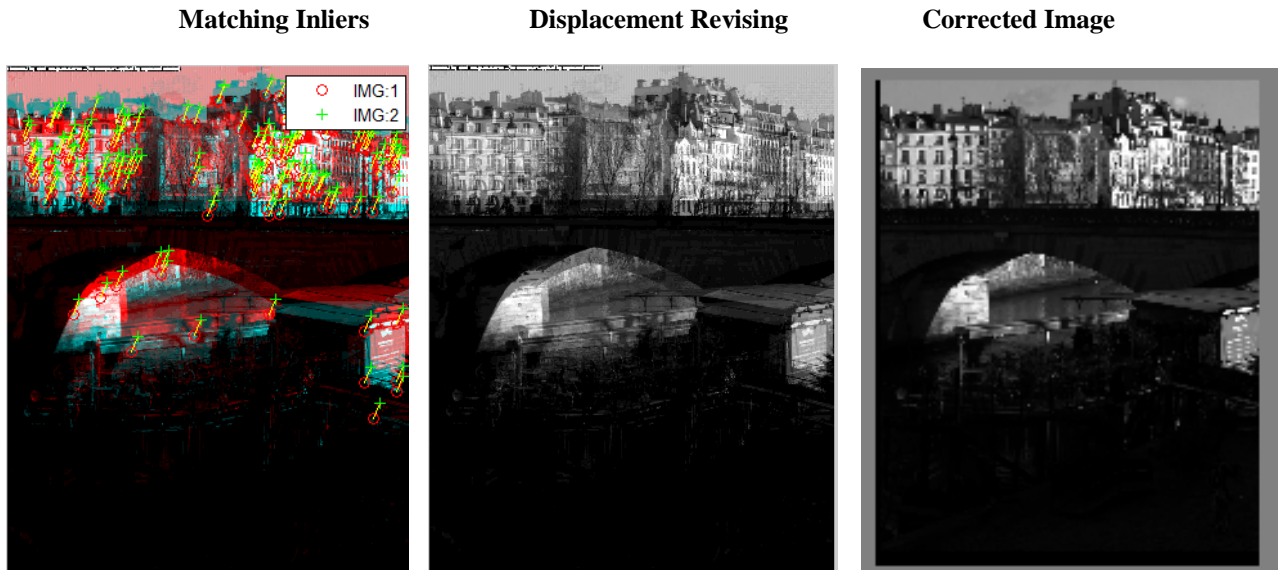 Matching Inliers
Displacement Revising
Corrected Image
IMG:1
IMG:2